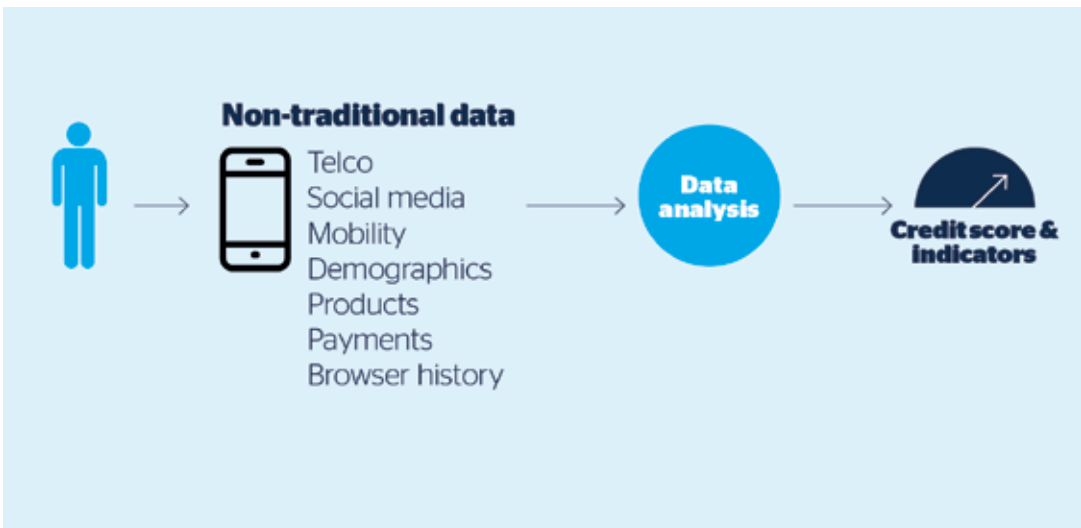 Non-traditional data
Telco
Social media
Mobility
Demographics
Products
Payments
Browser history
Data
analysis
Credit score &
indicators